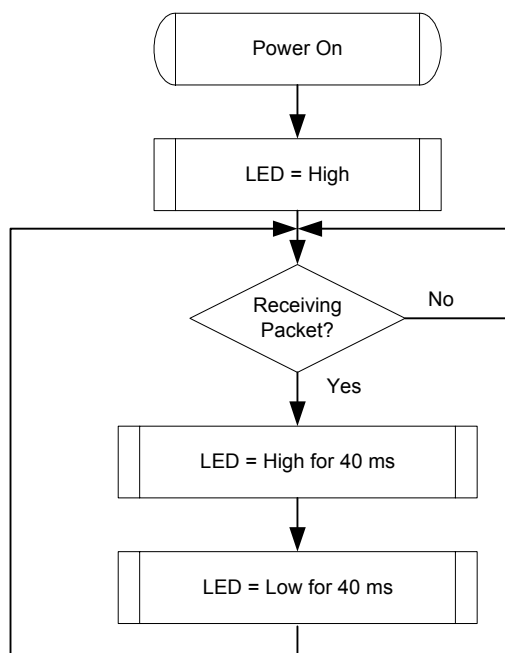 Power On
LED = High
Receiving
Packet?
No
Yes
LED = High for 40 ms
LED = Low for 40 ms